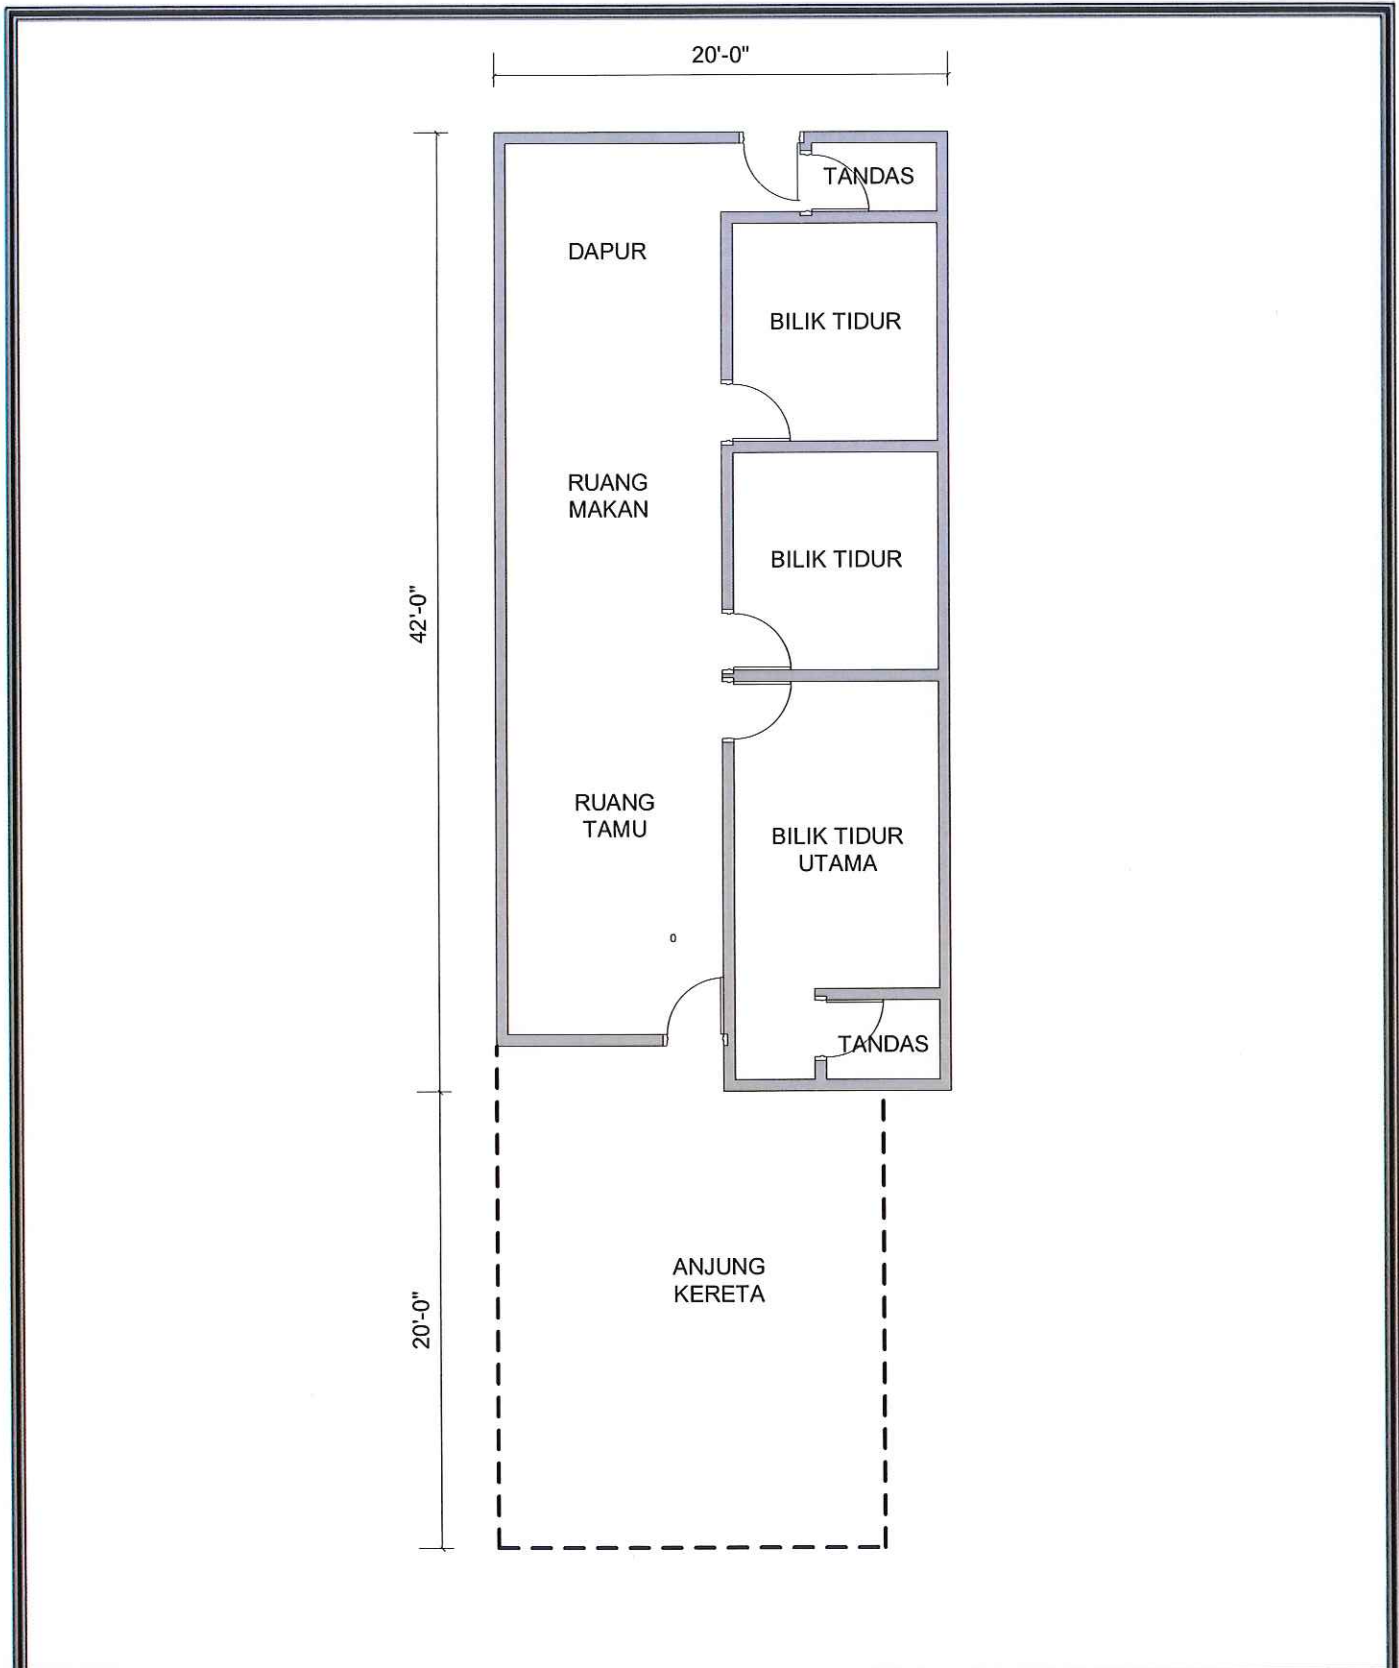 20'-0"
TANDAS
DAPUR
BILIK TIDUR
RUANG
MAKAN
BILIK TIDUR
42'-0"
RUANG
TAMU
BILIK TIDUR
UTAMA
0
TANDAS
ANJUNG
KERETA
20'-0"